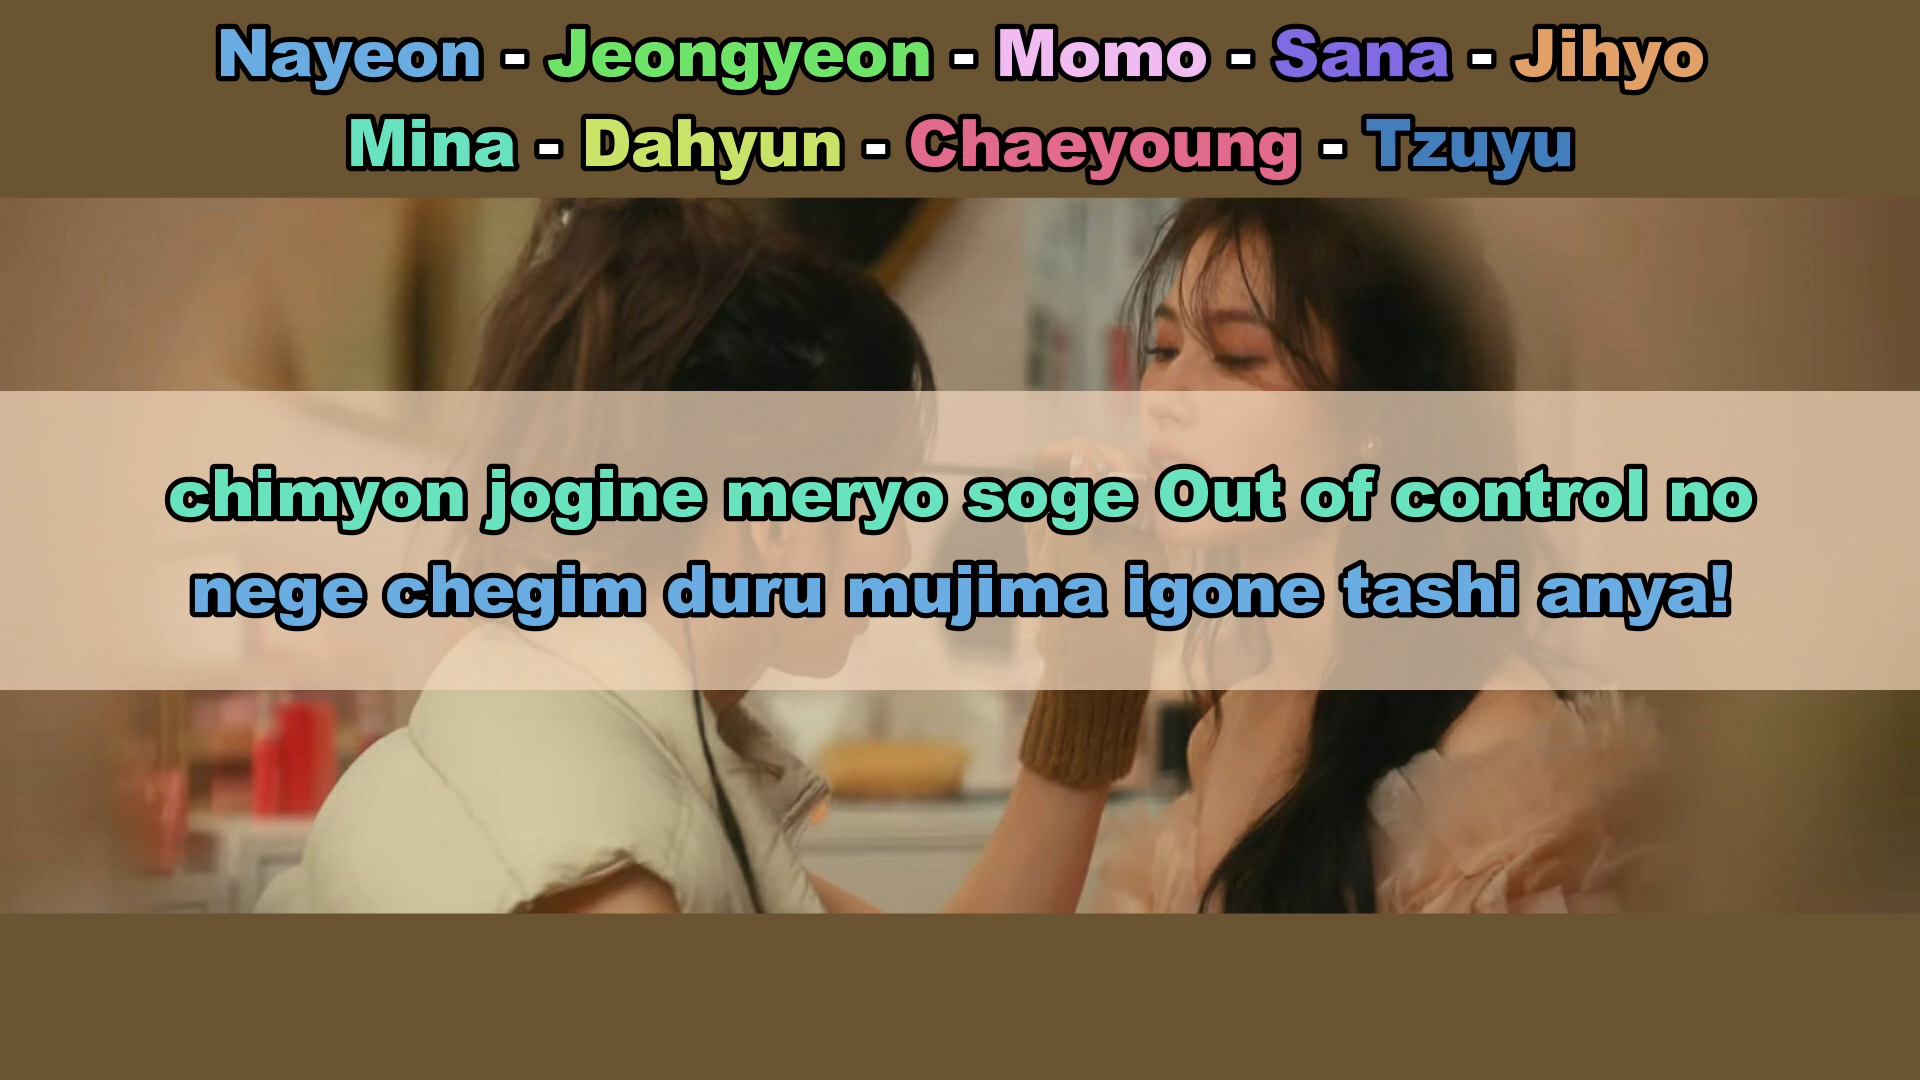 Nayeon - Jeongyeon - Momo - Sana - Jihyo
Mina - Dahyun - Chaeyoung - Tzuyu
chimyon jogine meryo soge Out of control no
nege chegim duru mujima igone tashi anya!